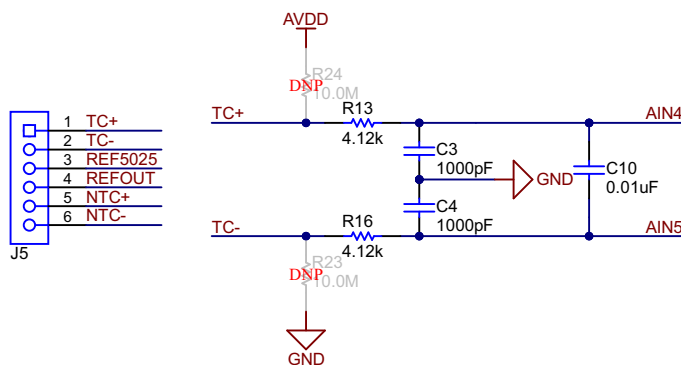 AVDD
R24
DNP
10.0M
TC+
R13
4.12k
AIN4
1 TC+
2 TC-
3 REF5025
4 REFOUT
5 NTC+
6 NTC-
J5
C3
1000pF
GND
C10
0.01uF
C4
1000pF
TC-
R16
4.12k
AIN5
R23
DNP
10.0M
GND